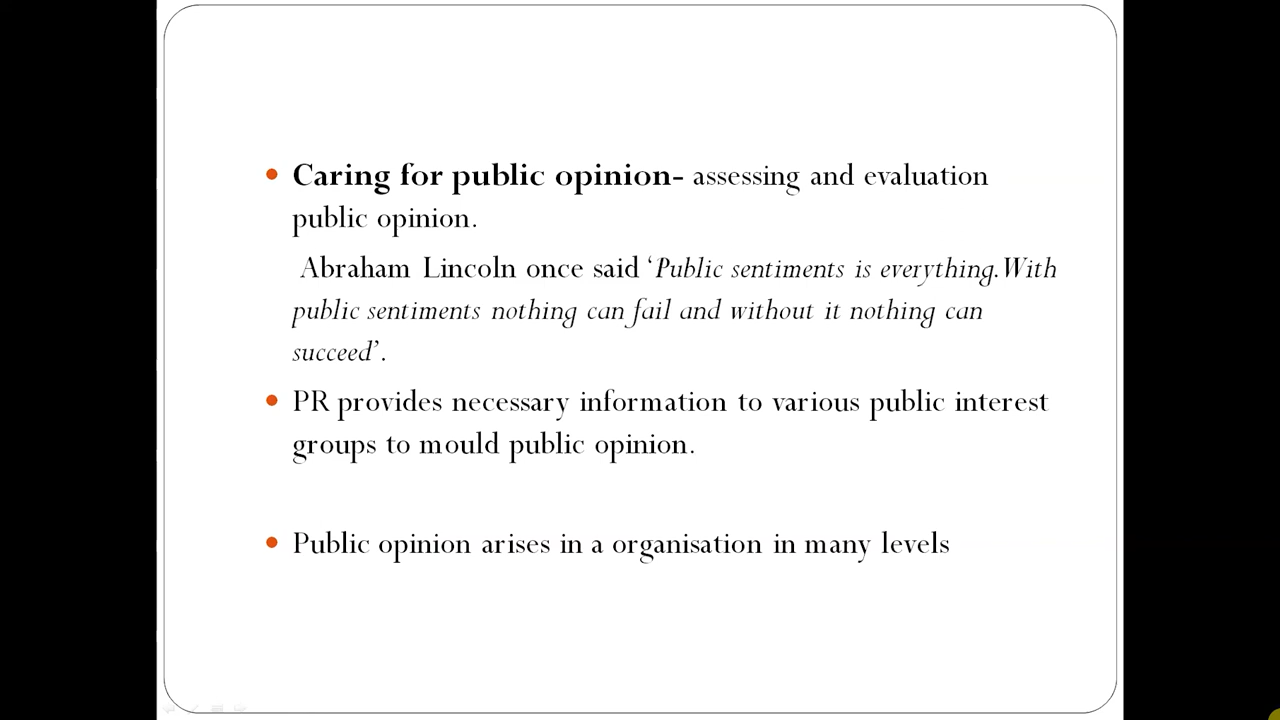 • Caring for public opinion- assessing and evaluation
public opinion.
Abraham Lincoln once said ‘Public sentiments is everything. With
public sentiments nothing can fail and without it nothing can
succeed’.
• PR provides necessary information to various public interest
groups to mould public opinion.
• Public opinion arises in a organisation in many levels